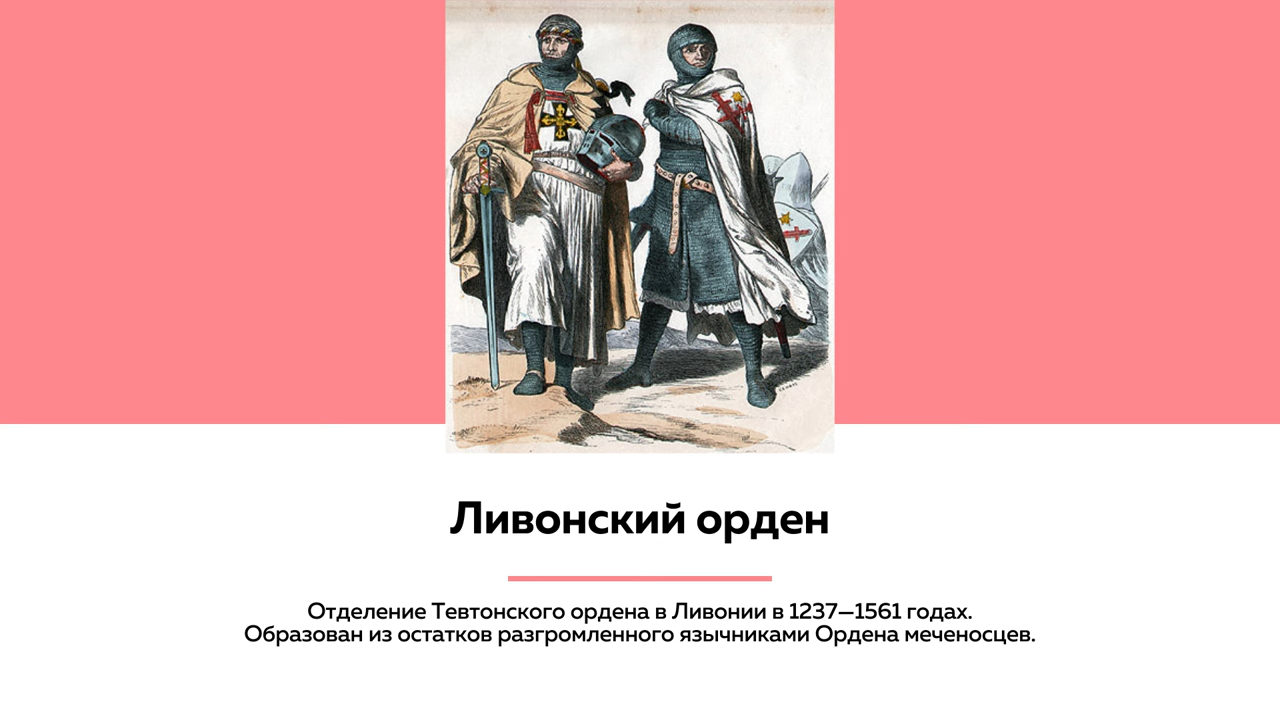 Ливонский орден
Отделение Тевтонского ордена в Ливонии в 1237—1561 годах.
Образован из остатков разгромленного язычниками Ордена меченосцев.